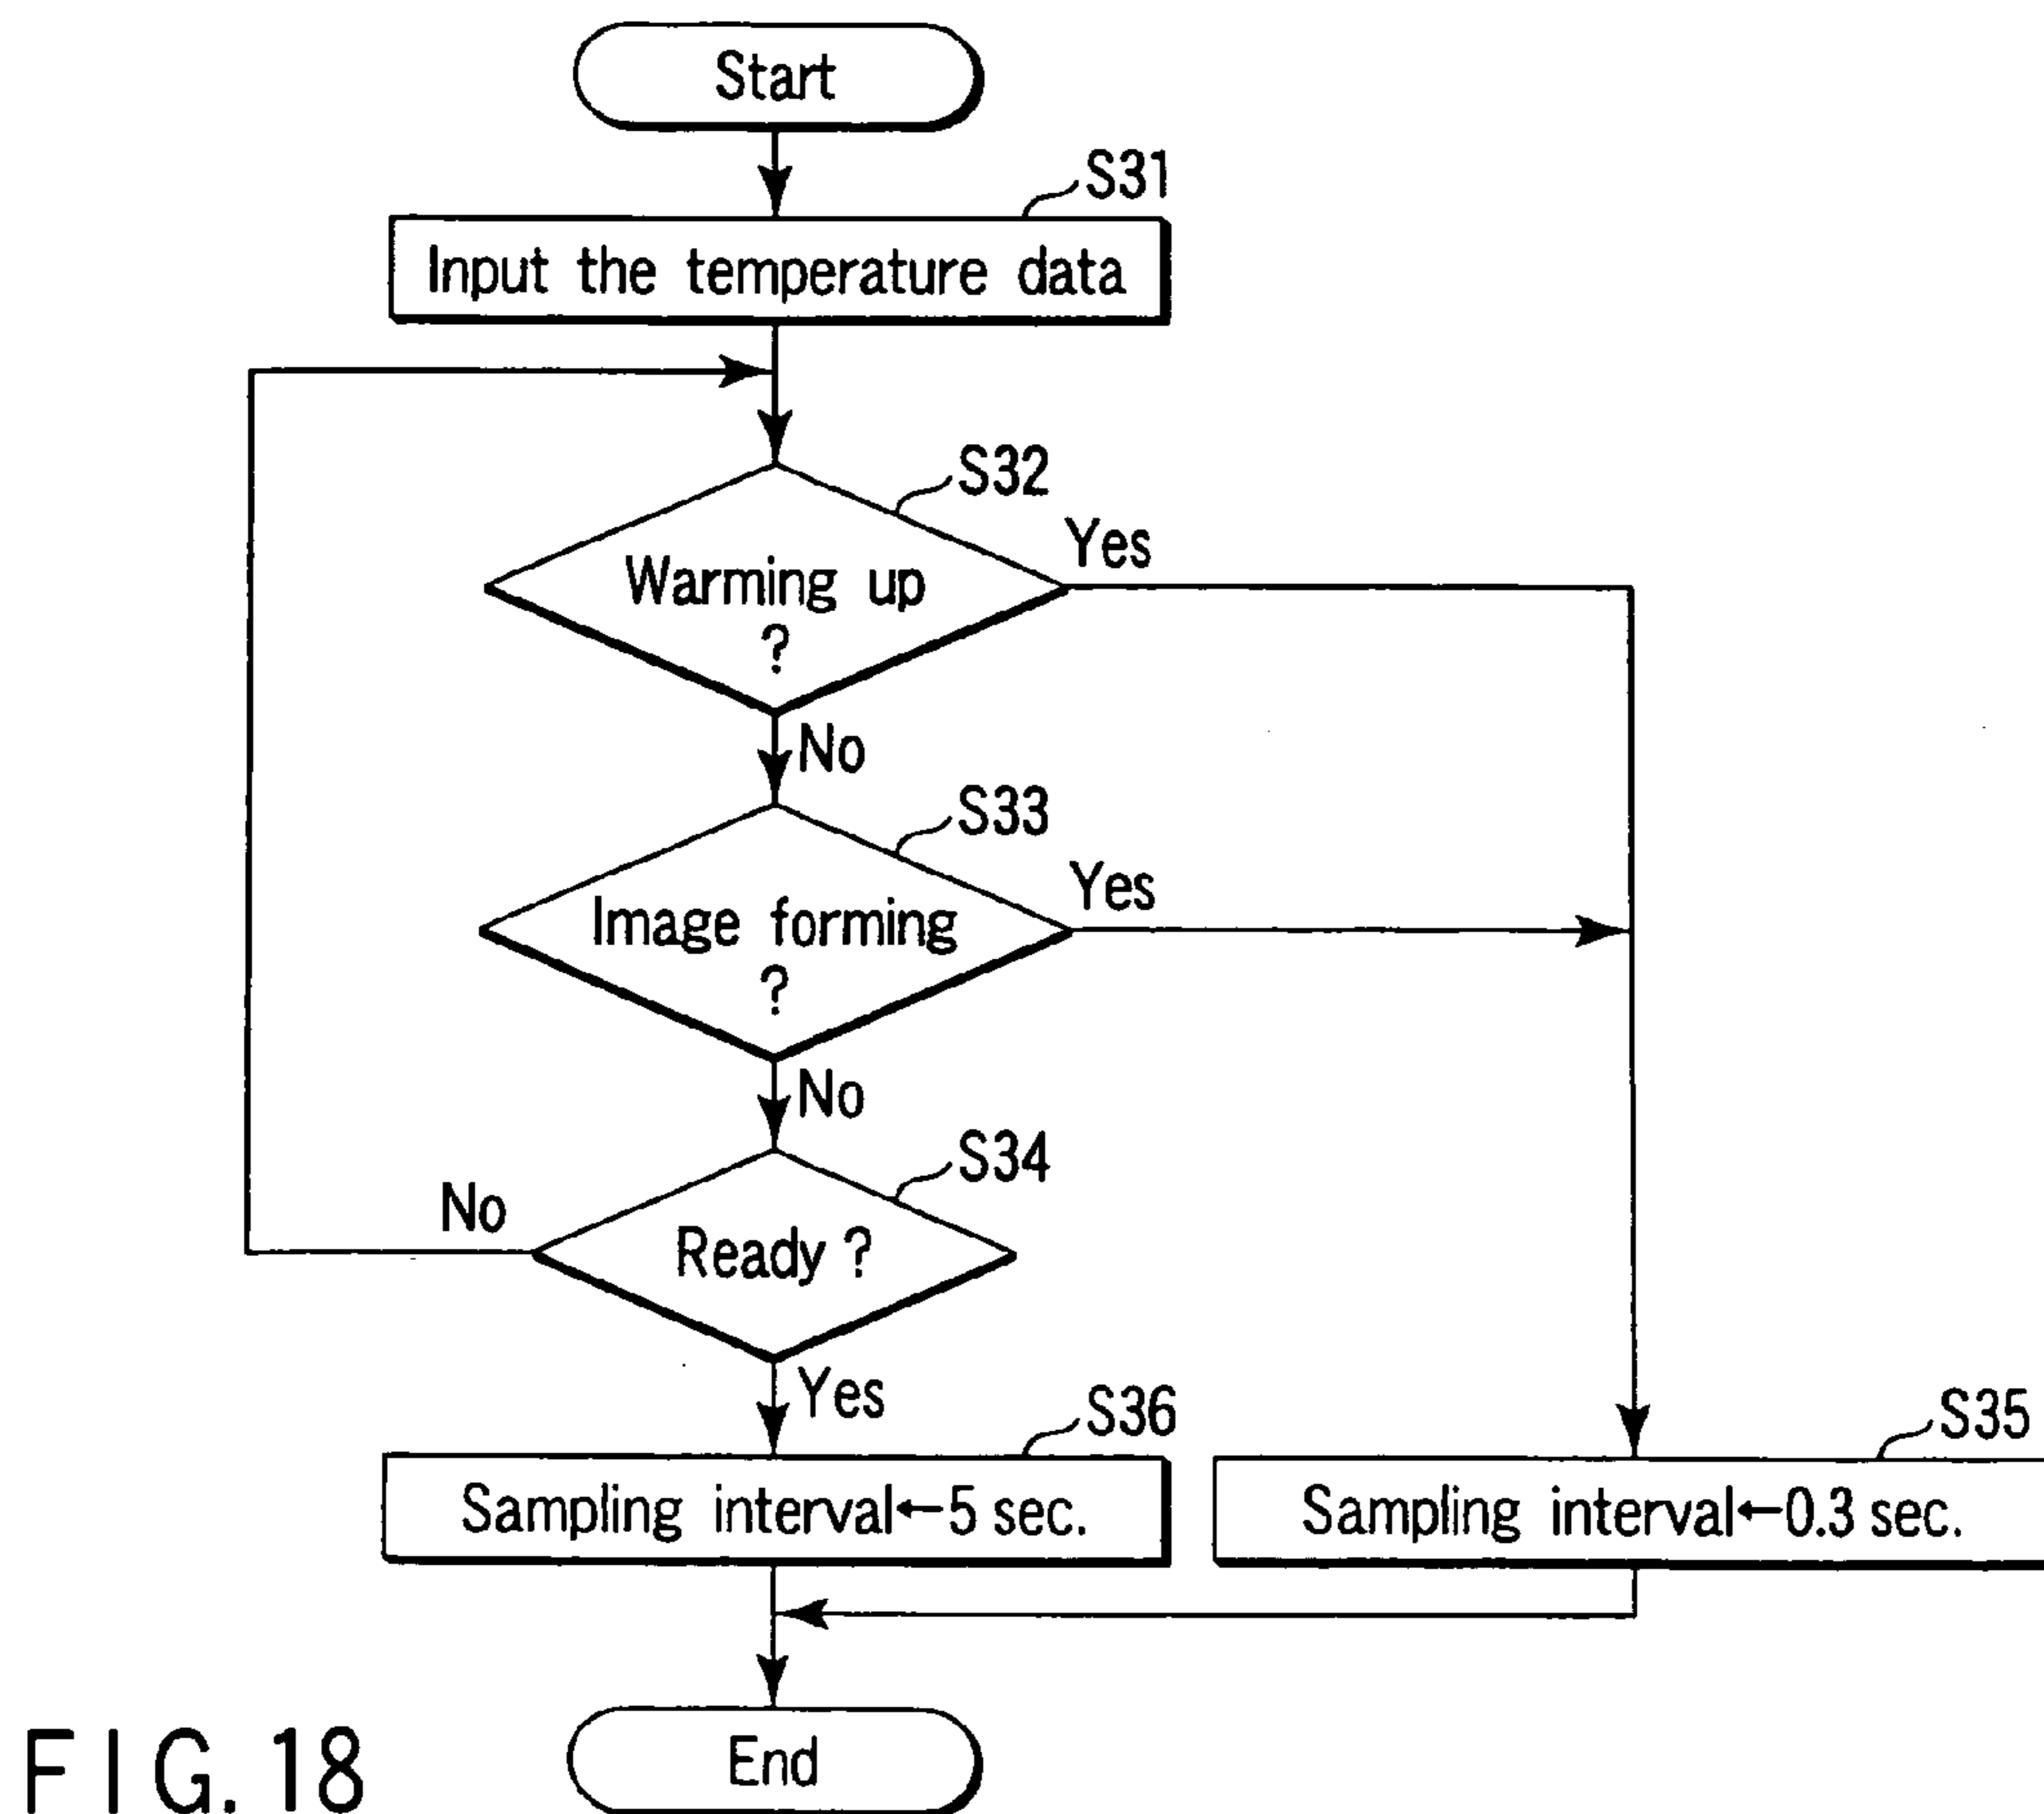 Start
S31
Input the temperature data
S32
Warming up
?
Yes
No
S33
Image forming
?
Yes
No
S34
Ready ?
No
Yes
S36
Sampling interval←5 sec.
S35
Sampling interval←0.3 sec.
End
FIG. 18